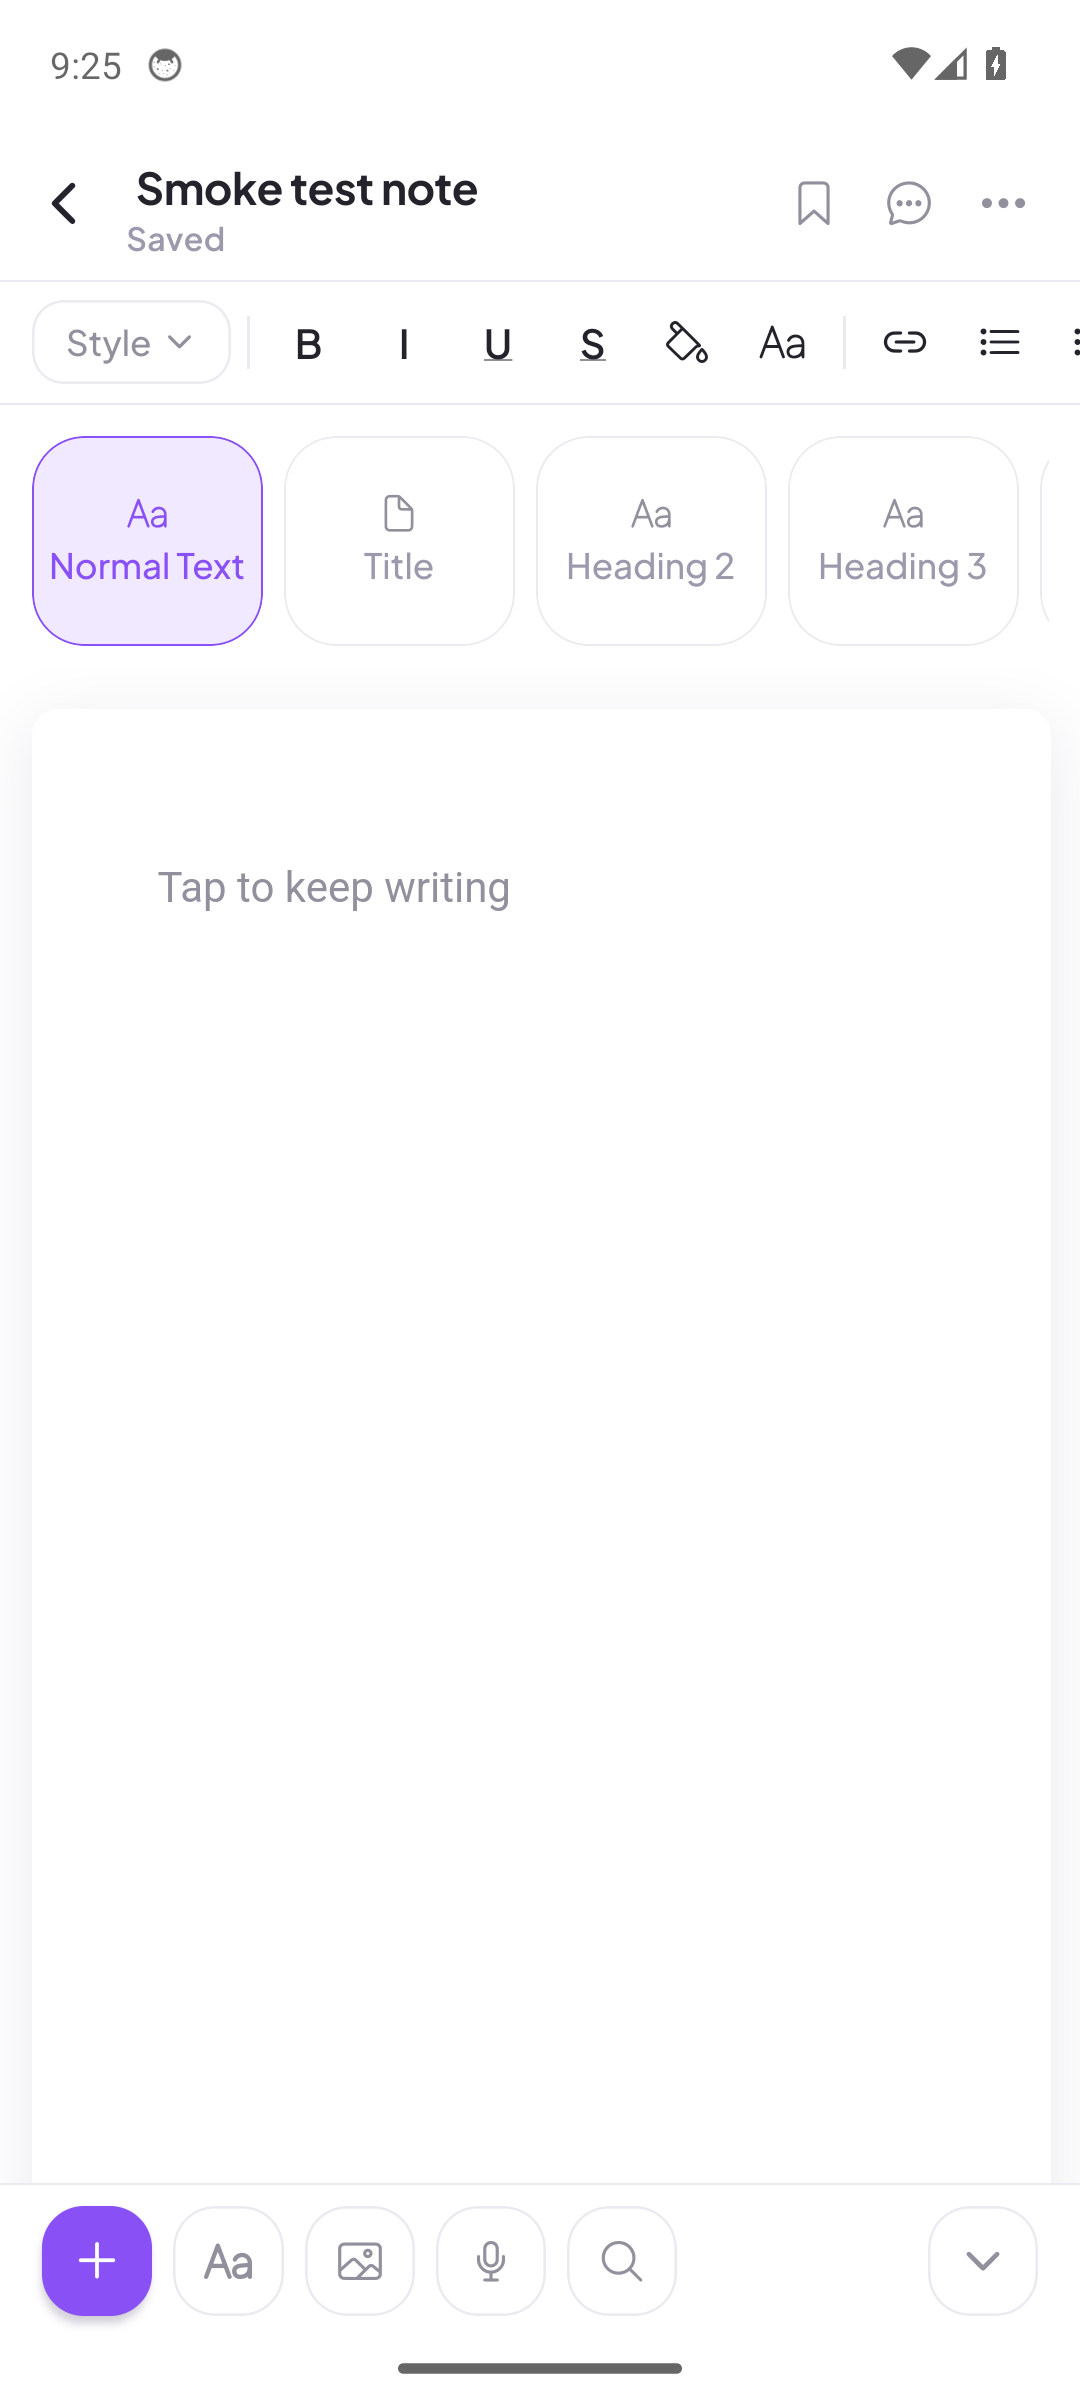 9:25
Smoke test note
Saved
Style
B I U S Aa
Aa
Normal Text
Title
Aa
Heading 2
Aa
Heading 3
Tap to keep writing
Aa